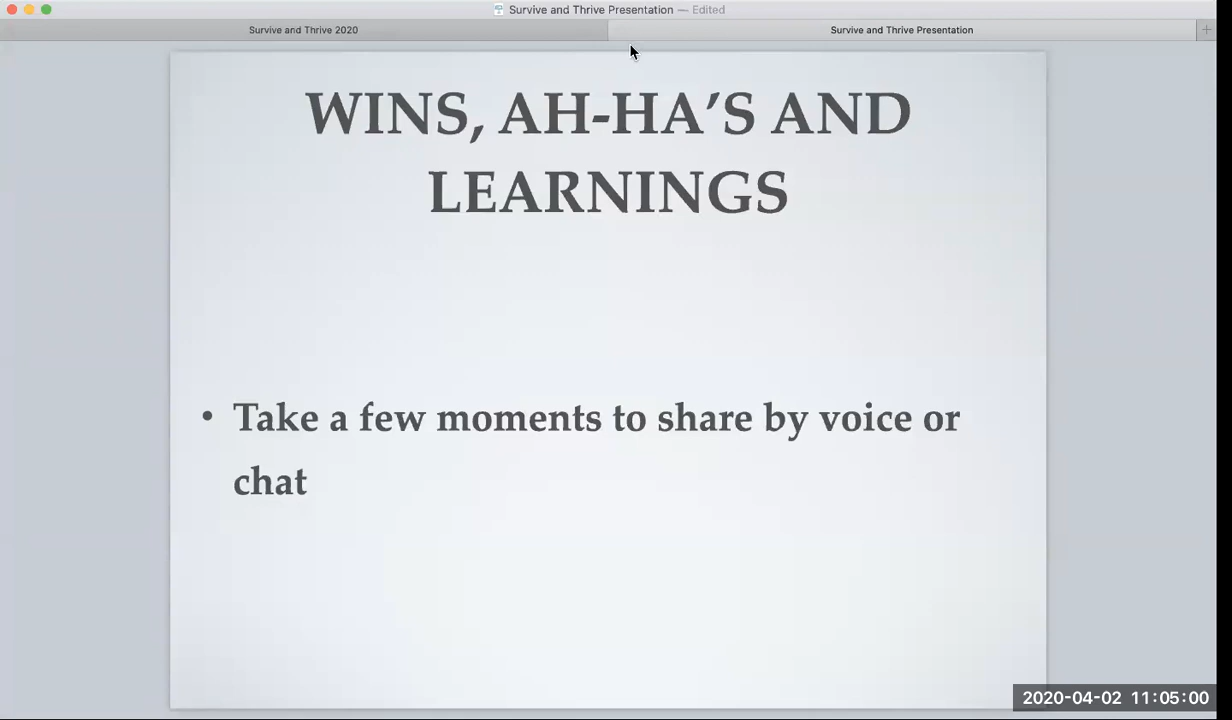 Survive and Thrive Presentation — Edited
Survive and Thrive 2020
Survive and Thrive Presentation
WINS, AH-HA’S AND
LEARNINGS
• Take a few moments to share by voice or
chat
2020-04-02 11:05:00